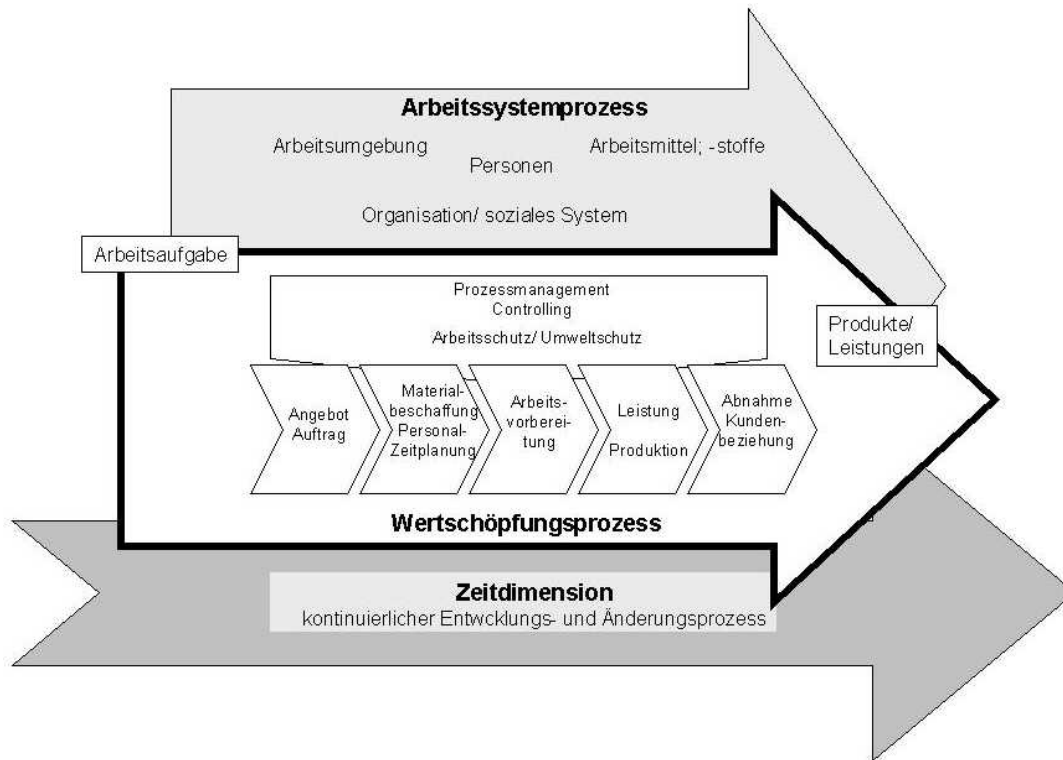 Arbeitssystemprozess
Arbeitsumgebung
Arbeitsmittel; -stoffe
Personen
Organisation/ soziales System
Arbeitsaufgabe
Prozessmanagement
Controlling
Arbeitsschutz/ Umweltschutz
Produkte/
Leistungen
Angebot
Auftrag
Material-
beschaffung
Personal-
Zeitplanung
Arbeits-
vorberei-
tung
Leistung
Produktion
Abnahme
Kunden-
beziehung
Wertschöpfungsprozess
Zeitdimension
kontinuierlicher Entwcklungs- und Änderungsprozess